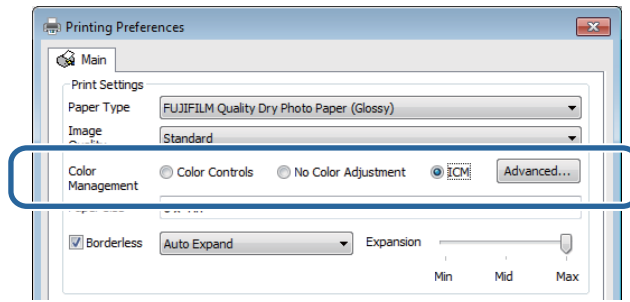 Printing Preferences
Main
Print Settings
Paper Type FUJIFILM Quality Dry Photo Paper (Glossy)
Image
Standard
Color Color Controls No Color Adjustment ICM Advanced...
Management
Borderless Auto Expand Expansion
Min Mid Max